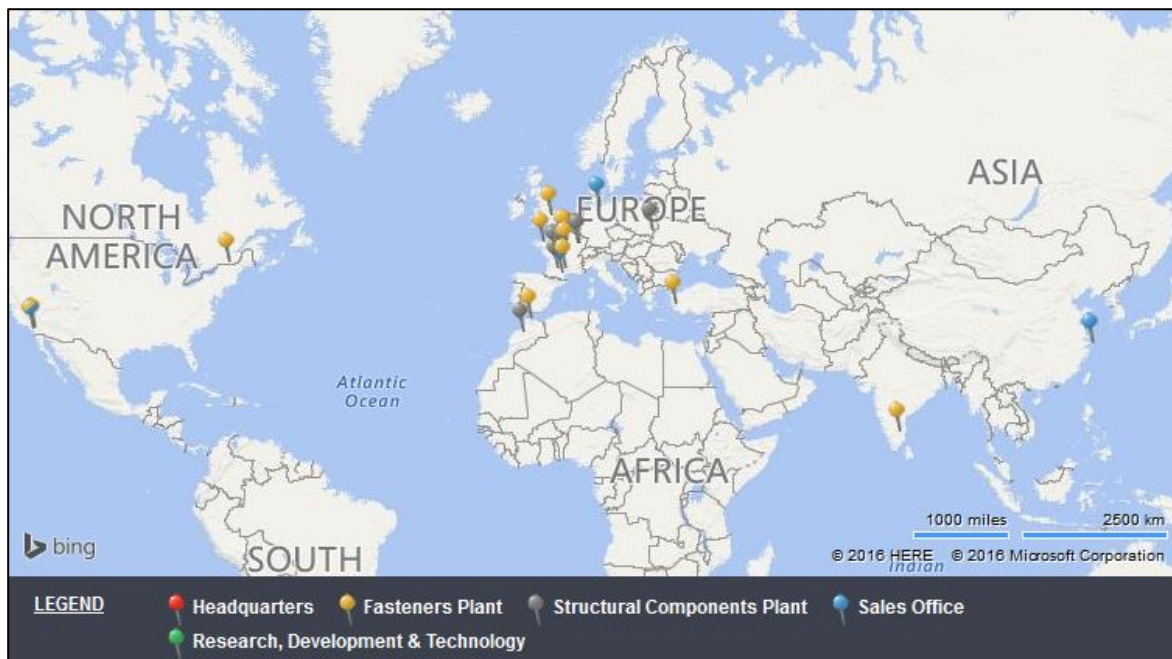 ASIA
NORTH
AMERICA
EUROPE
Atlantic
Ocean
AFRICA
SOUTH
1000 miles 2500 km
bing
© 2016 HERE © 2016 Microsoft Corporation
Indian
LEGEND Headquarters Fasteners Plant Structural Components Plant Sales Office
Research, Development & Technology